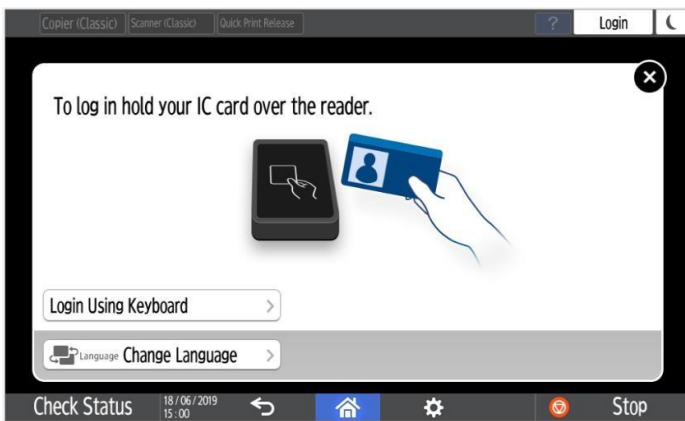 Copier (Classic) Scanner (Classic) Quick Print Release ? Login
To log in hold your IC card over the reader.
Login Using Keyboard
Language Change Language
Check Status 18/06/2019 15:00 Stop